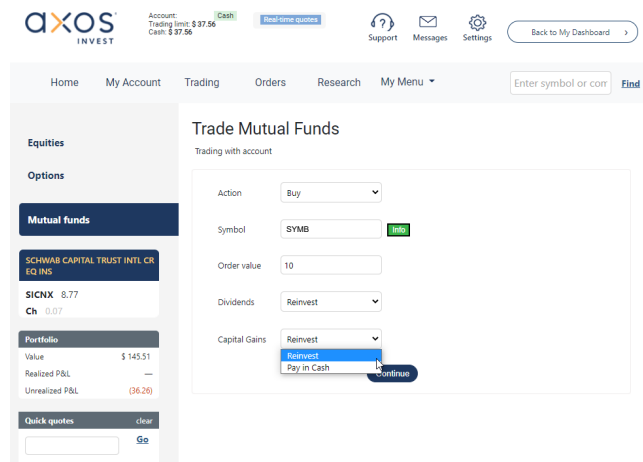 axos
INVEST
Account: Cash
Trading limit: $ 37.56
Cash: $ 37.56
Real-time quotes
Support
Messages
Settings
Back to My Dashboard >
Home My Account Trading Orders Research My Menu
Enter symbol or com
Find
Equities
Options
Mutual funds
SCHWAB CAPITAL TRUST INTL CR
EQ INS
SICNX 8.77
Ch 0.07
Portfolio
Value $ 145.51
Realized P&L —
Unrealized P&L (36.26)
Quick quotes clear
Go
Trade Mutual Funds
Trading with account
Action Buy
Symbol SYMB Info
Order value 10
Dividends Reinvest
Capital Gains Reinvest
Reinvest
Pay in Cash
Continue